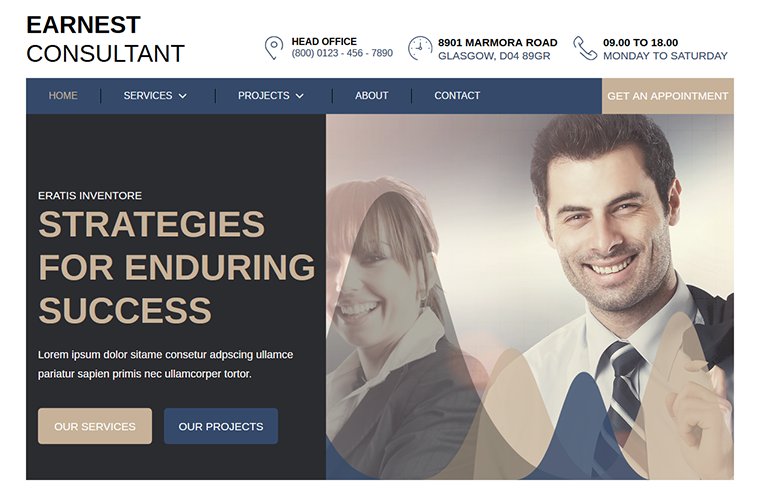 EARNEST
CONSULTANT
HEAD OFFICE
(800) 0123 - 456 - 7890
8901 MARMORA ROAD
GLASGOW, D04 89GR
09.00 TO 18.00
MONDAY TO SATURDAY
HOME SERVICES PROJECTS ABOUT CONTACT GET AN APPOINTMENT
ERATIS INVENTORE
STRATEGIES
FOR ENDURING
SUCCESS
Lorem ipsum dolor sitame consetur adpscing ullamce
pariatur sapien primis nec ullamcorper tortor.
OUR SERVICES OUR PROJECTS